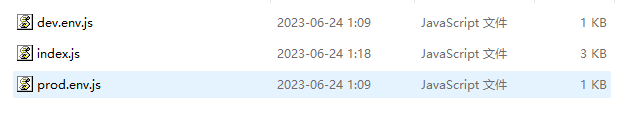 dev.env.js 2023-06-24 1:09 JavaScript 文件 1 KB
index.js 2023-06-24 1:18 JavaScript 文件 3 KB
prod.env.js 2023-06-24 1:09 JavaScript 文件 1 KB